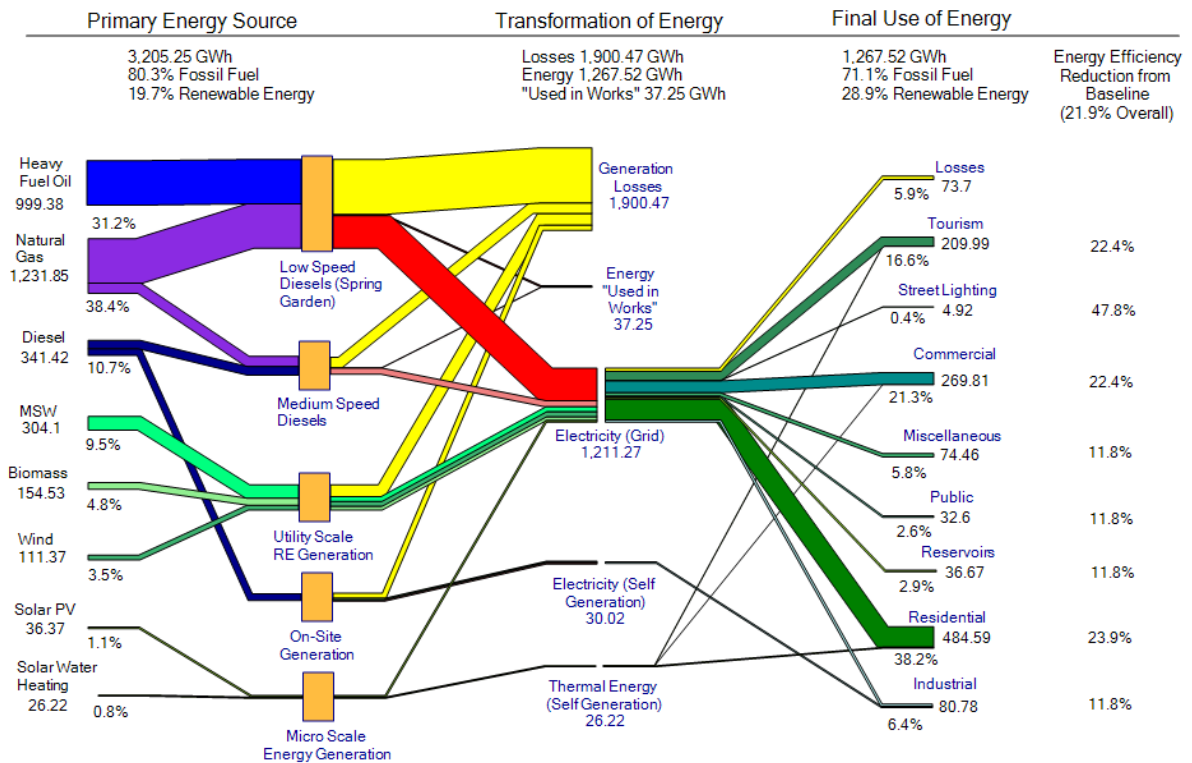 Primary Energy Source
Transformation of Energy
Final Use of Energy
3,205.25 GWh
80.3% Fossil Fuel
19.7% Renewable Energy
Losses 1,900.47 GWh
Energy 1,267.52 GWh
"Used in Works" 37.25 GWh
1,267.52 GWh
71.1% Fossil Fuel
28.9% Renewable Energy
Energy Efficiency
Reduction from
Baseline
(21.9% Overall)
Heavy
Fuel Oil
999.38
31.2%
Natural
Gas
1,231.85
38.4%
Diesel
341.42
10.7%
MSW
304.1
9.5%
Biomass
154.53
4.8%
Wind
111.37
3.5%
Solar PV
36.37
1.1%
Solar Water
Heating
26.22
0.8%
Low Speed
Diesels (Spring
Garden)
Medium Speed
Diesels
Utility Scale
RE Generation
On-Site
Generation
Micro Scale
Energy Generation
Generation
Losses
1,900.47
Energy
"Used in
Works"
37.25
Electricity (Grid)
1,211.27
Electricity (Self
Generation)
30.02
Thermal Energy
(Self Generation)
26.22
Losses
73.7
5.9%
Tourism
209.99
16.6%
22.4%
Street Lighting
4.92
0.4%
47.8%
Commercial
269.81
21.3%
22.4%
Miscellaneous
74.46
5.8%
11.8%
Public
32.6
2.6%
11.8%
Reservoirs
36.67
2.9%
11.8%
Residential
484.59
38.2%
23.9%
Industrial
80.78
6.4%
11.8%